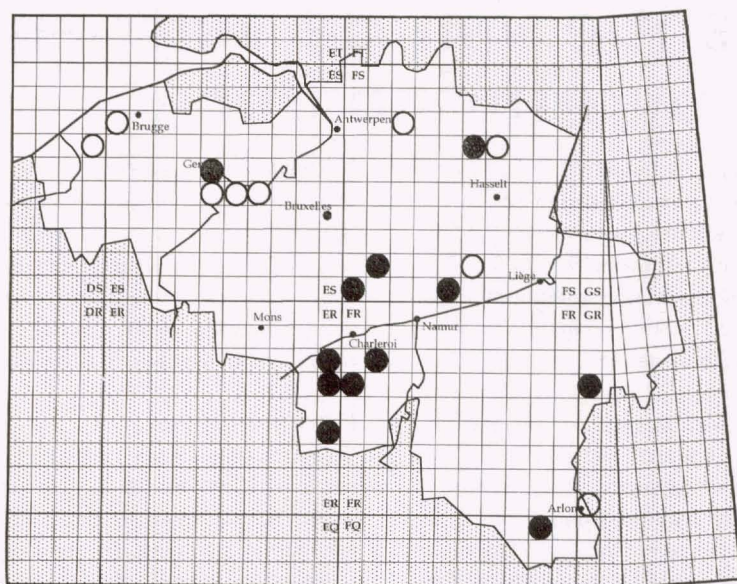 ET FT
ES FS
Brugge
Antwerpen
Hasselt
Bruxelles
DS ES
DR ER
ES
ER FR
Liège
FS GS
FR GR
Mons
Namur
Charleroi
ER FR
EQ FQ
Arlon